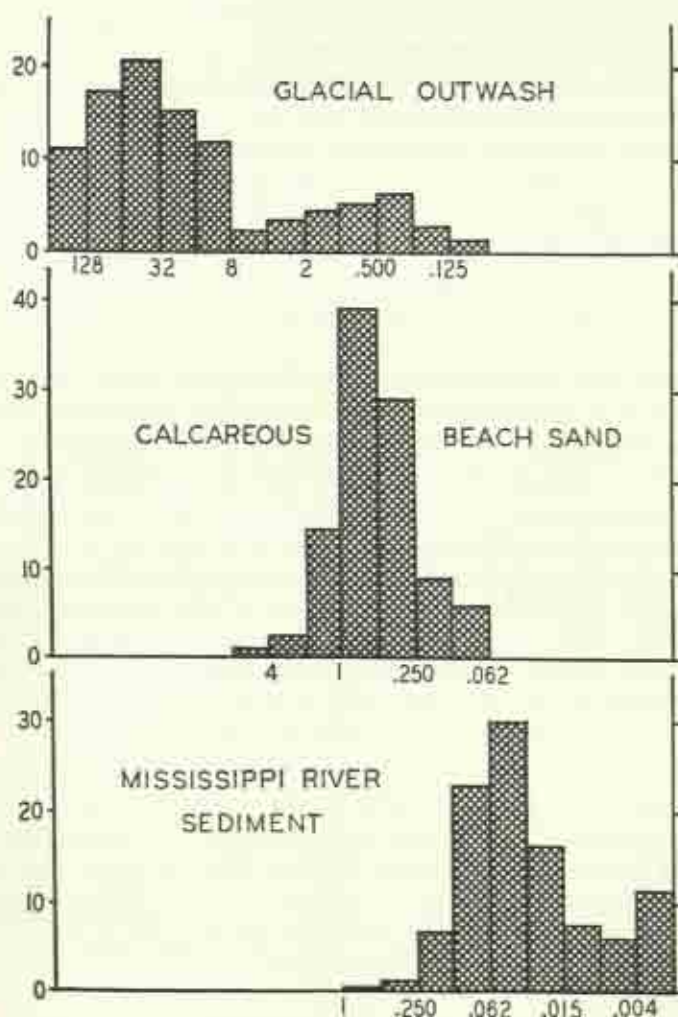 20
GLACIAL OUTWASH
10
0
128 32 8 2 .500 .125
40
30
CALCAREOUS BEACH SAND
20
10
0
4 1 .250 .062
30
MISSISSIPPI RIVER
20
SEDIMENT
10
0
1 .250 .062 .015 .004